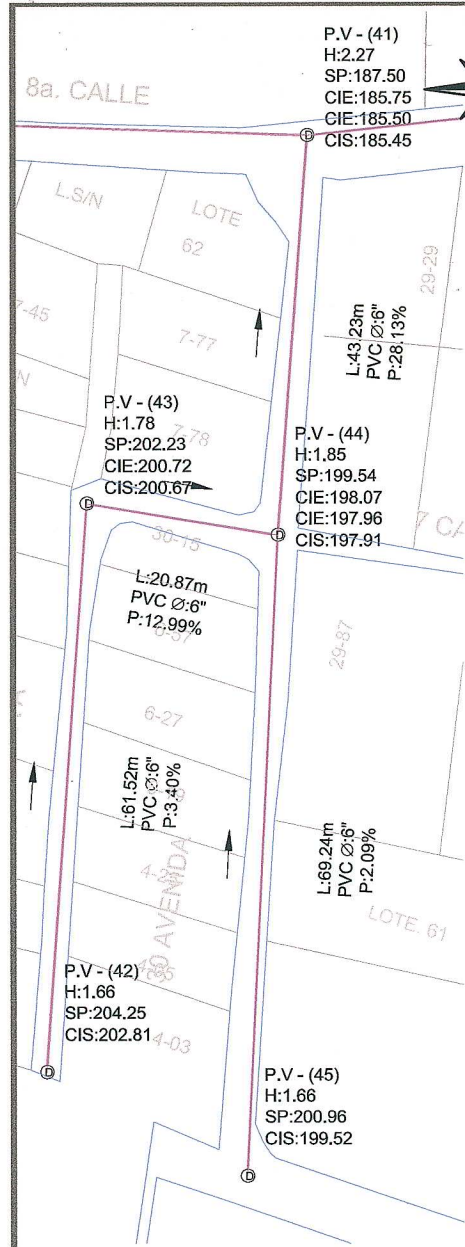 P.V - (41)
H:2.27
SP:187.50
CIE:185.75
CIE:185.50
CIS:185.45
8a. CALLE
L.S/N
LOTE
62
29-29
7-45
7-77
L:43.23m
PVC Ø:6"
P:28.13%
P.V - (43)
H:1.78
SP:202.23
CIE:200.72
CIS:200.67
7-78
P.V - (44)
H:1.85
SP:199.54
CIE:198.07
CIE:197.96
CIS:197.91
7 CA
30-15
L:20.87m
PVC Ø:6"
P:12.99%
29-87
6-27
L:61.52m
PVC Ø:6"
P:3.40%
L:69.24m
PVC Ø:6"
P:2.09%
AVENIDA
LOTE. 61
P.V - (42)
H:1.66
SP:204.25
CIS:202.81
4-03
P.V - (45)
H:1.66
SP:200.96
CIS:199.52